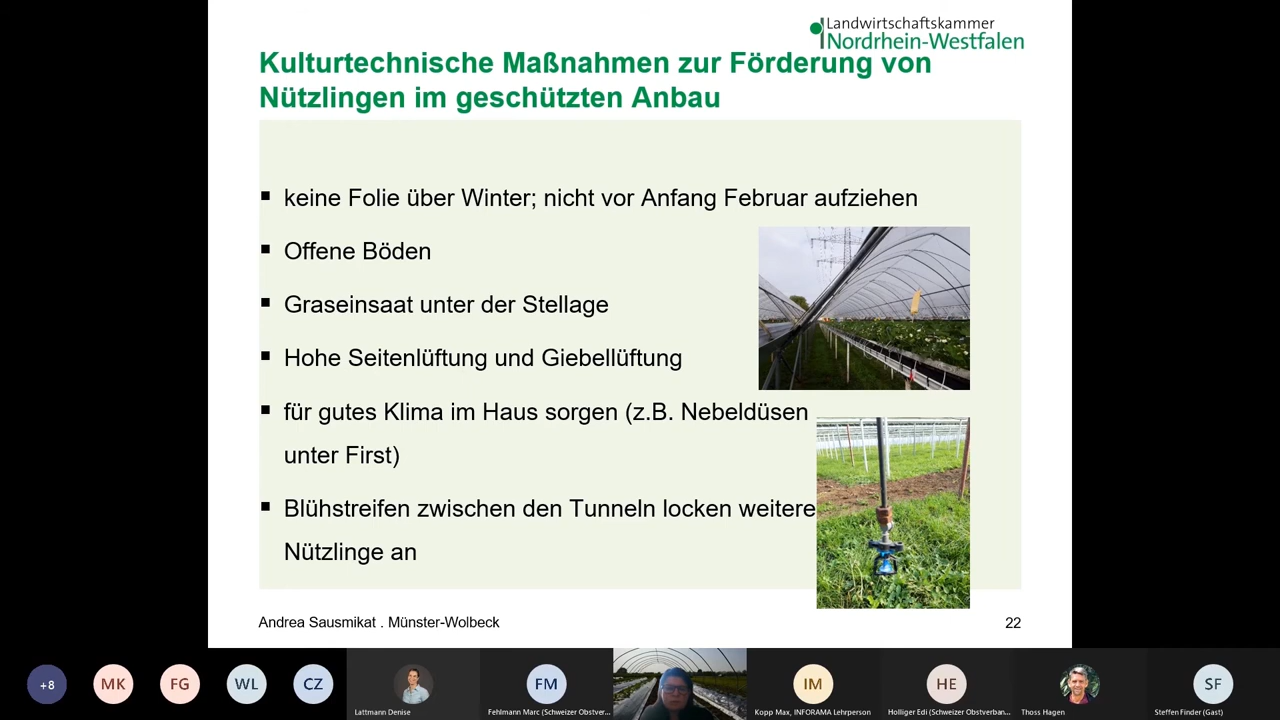 Landwirtschaftskammer
Nordrhein-Westfalen
Kulturtechnische Maßnahmen zur Förderung von
Nützlingen im geschützten Anbau
▪ keine Folie über Winter; nicht vor Anfang Februar aufziehen
▪ Offene Böden
▪ Graseinsaat unter der Stellage
▪ Hohe Seitenlüftung und Giebellüftung
▪ für gutes Klima im Haus sorgen (z.B. Nebeldüsen
unter First)
▪ Blühstreifen zwischen den Tunneln locken weitere
Nützlinge an
Andrea Sausmikat . Münster-Wolbeck
22
+8
MK
FG
WL
CZ
Lattmann Denise
FM
Fehlmann Marc (Schweizer Obstver...
IM
Kopp Max, INFORAMA Lehrperson
HE
Holliger Edi (Schweizer Obstverban...
Thoss Hagen
SF
Steffen Finder (Gast)